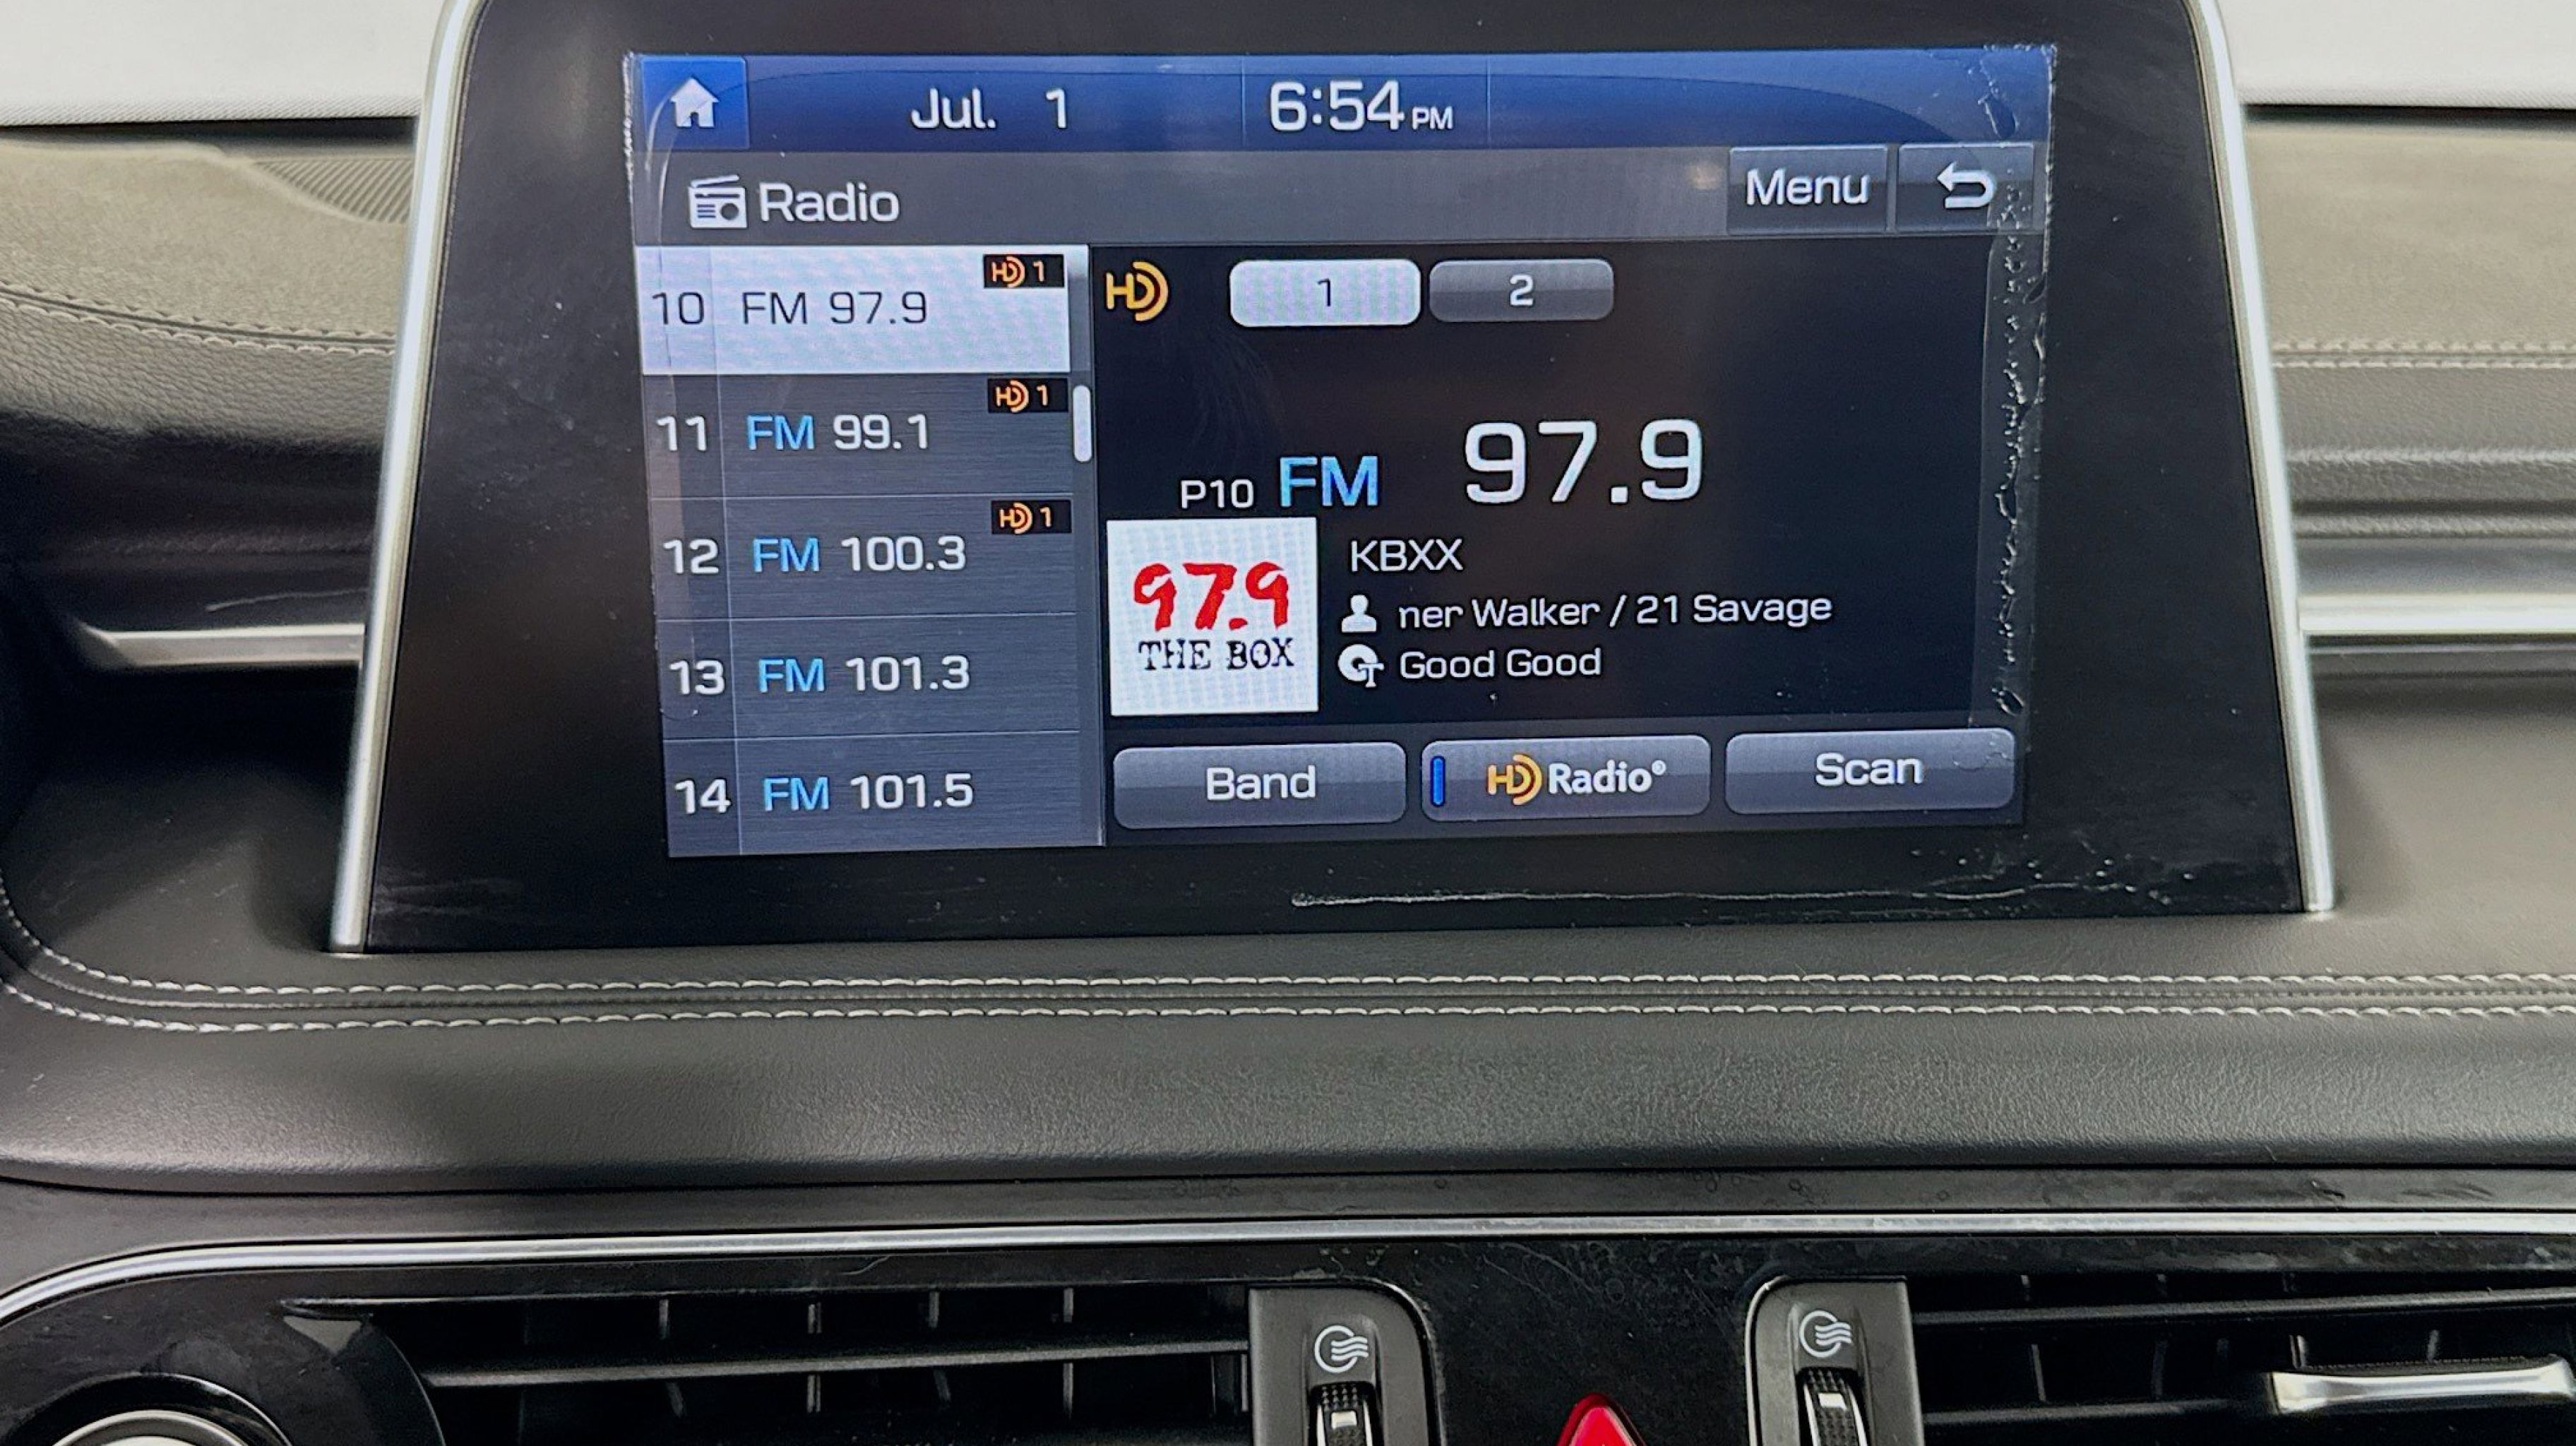 Jul. 1 6:54 PM
Radio
Menu
10 FM 97.9 HD 1
11 FM 99.1 HD 1
12 FM 100.3 HD 1
13 FM 101.3
14 FM 101.5
HD 1 2
P10 FM 97.9
97.9
THE BOX
KBXX
ner Walker / 21 Savage
Good Good
Band
HD Radio®
Scan